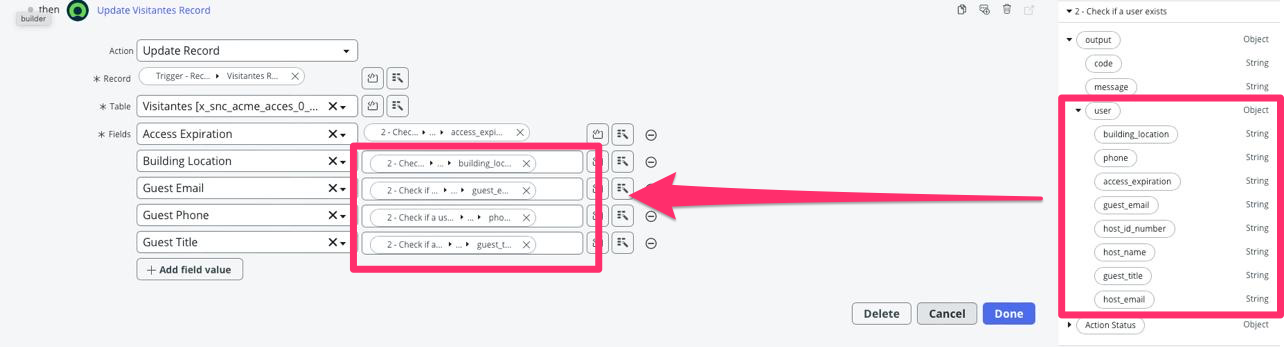 then
Update Visitantes Record
builder
Action
Update Record
* Record
Trigger - Rec... ▸ Visitantes R...
* Table
Visitantes [x_snc_acme_acces_0_...
* Fields
Access Expiration
2 - Chec... ▸ ... ▸ access_expi...
Building Location
2 - Chec... ▸ ... ▸ building_loc...
Guest Email
2 - Check if ... ▸ ... ▸ guest_e...
Guest Phone
2 - Check if a us... ▸ ... ▸ pho...
Guest Title
2 - Check if a... ▸ ... ▸ guest_t...
+ Add field value
Delete
Cancel
Done
2 - Check if a user exists
output Object
code String
message String
user Object
building_location String
phone String
access_expiration String
guest_email String
host_id_number String
host_name String
guest_title String
host_email String
Action Status Object